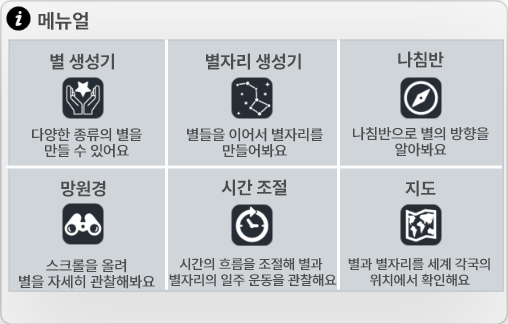 i 메뉴얼
별 생성기
다양한 종류의 별을
만들 수 있어요
별자리 생성기
별들을 이어서 별자리를
만들어봐요
나침반
나침반으로 별의 방향을
알아봐요
망원경
스크롤을 올려
별을 자세히 관찰해봐요
시간 조절
시간의 흐름을 조절해 별과
별자리의 일주 운동을 관찰해요
지도
별과 별자리를 세계 각국의
위치에서 확인해요